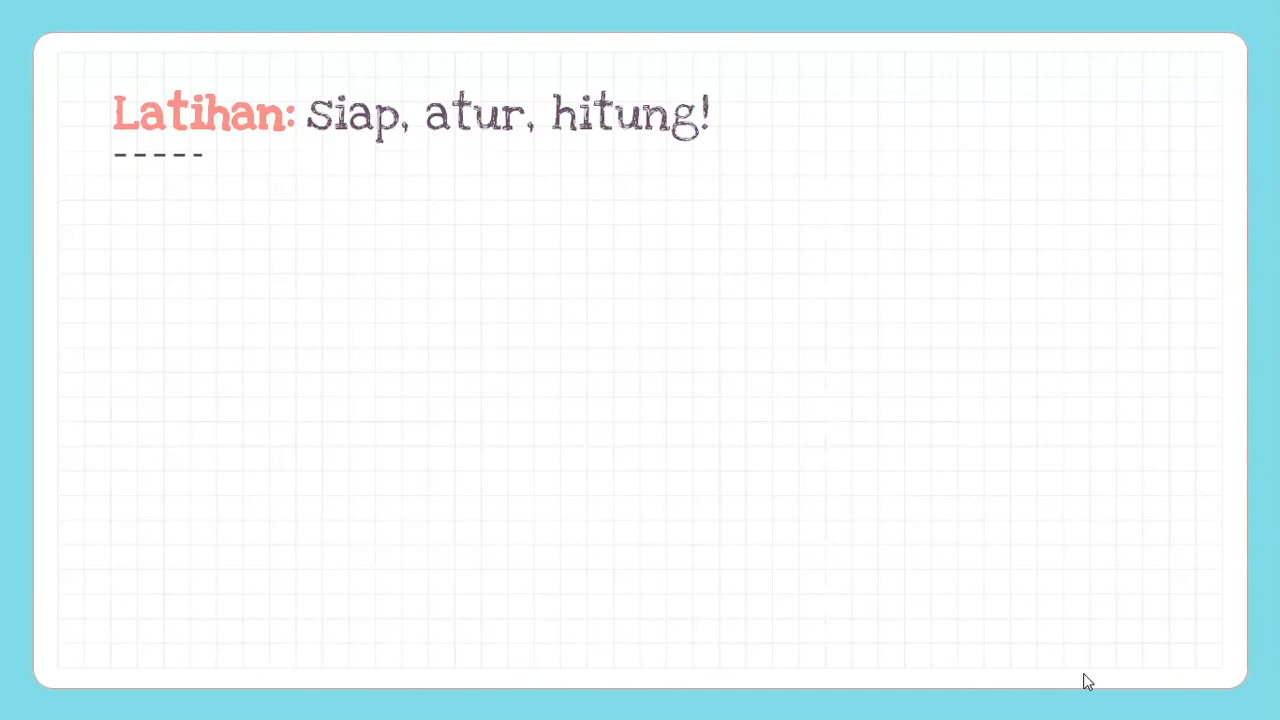 Latihan: siap, atur, hitung!
-----